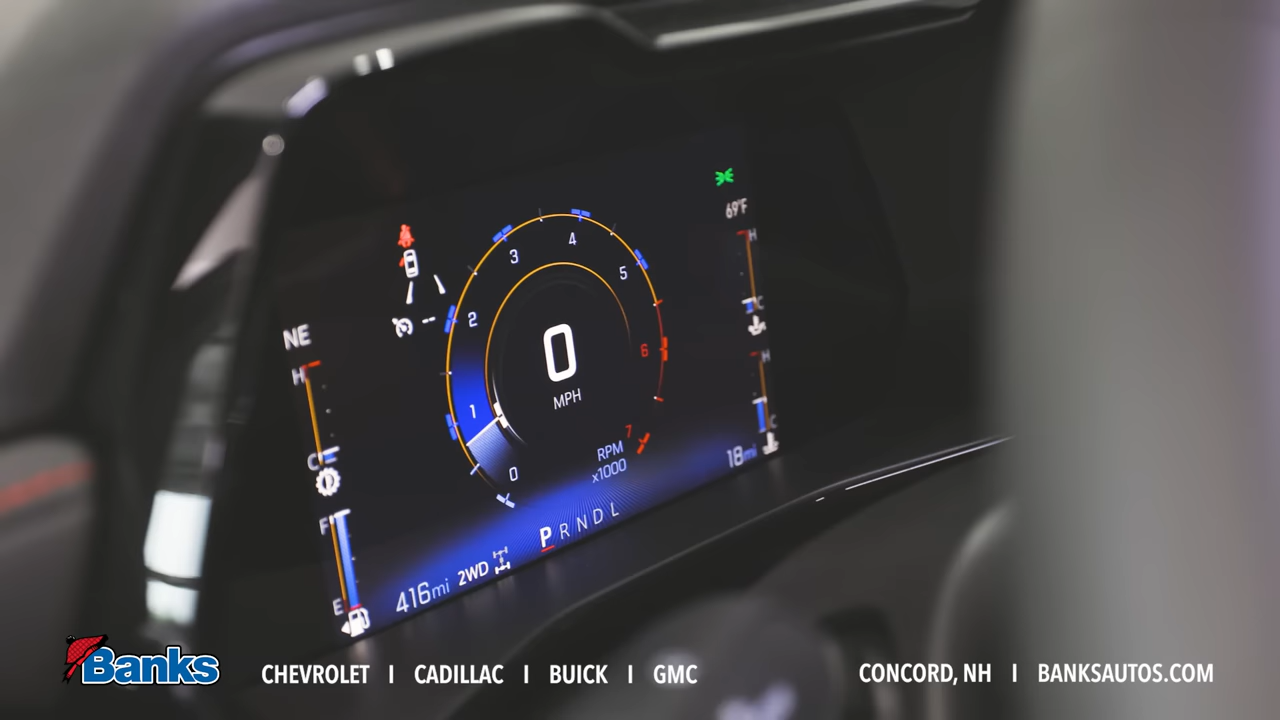 69°F
H
C
H
C
18mi
NE
H
C
F
E
0
1
2
3
4
5
6
7
0
MPH
RPM
x1000
P R N D L
416mi 2WD
Banks
CHEVROLET I CADILLAC I BUICK I GMC
CONCORD, NH I BANKSAUTOS.COM